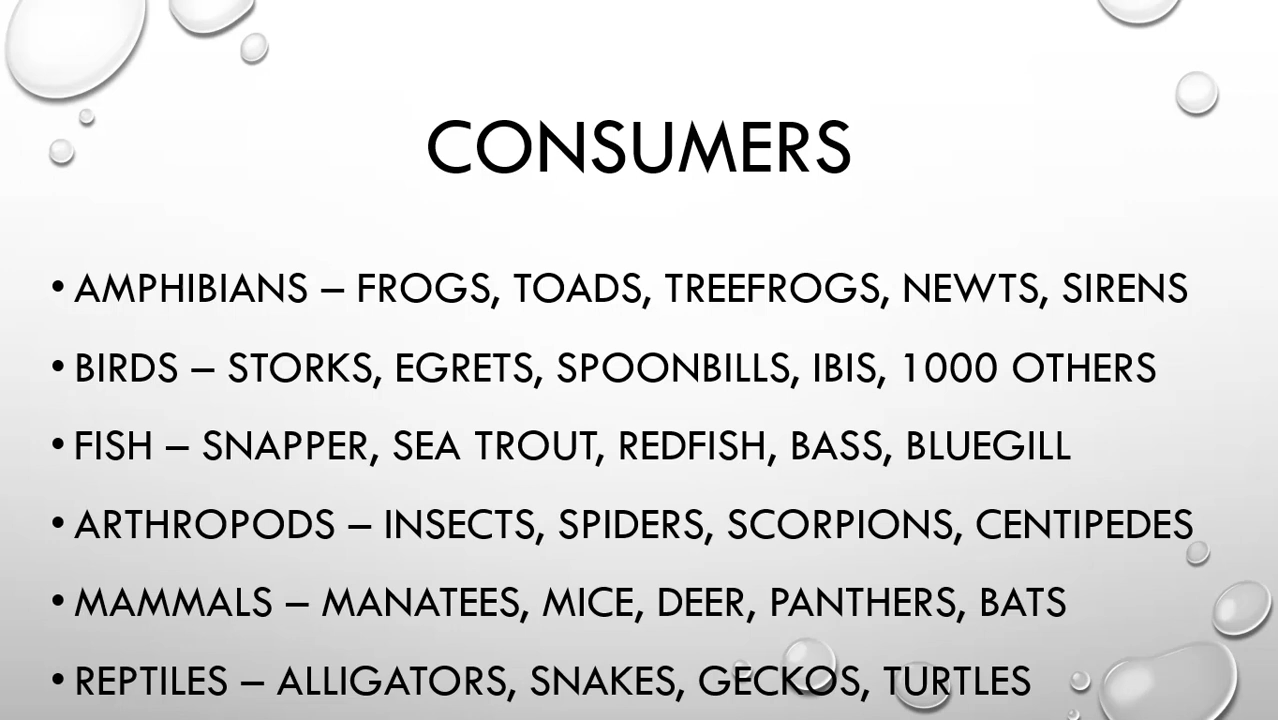 CONSUMERS
• AMPHIBIANS – FROGS, TOADS, TREEFROGS, NEWTS, SIRENS
• BIRDS – STORKS, EGRETS, SPOONBILLS, IBIS, 1000 OTHERS
• FISH – SNAPPER, SEA TROUT, REDFISH, BASS, BLUEGILL
• ARTHROPODS – INSECTS, SPIDERS, SCORPIONS, CENTIPEDES
• MAMMALS – MANATEES, MICE, DEER, PANTHERS, BATS
• REPTILES – ALLIGATORS, SNAKES, GECKOS, TURTLES